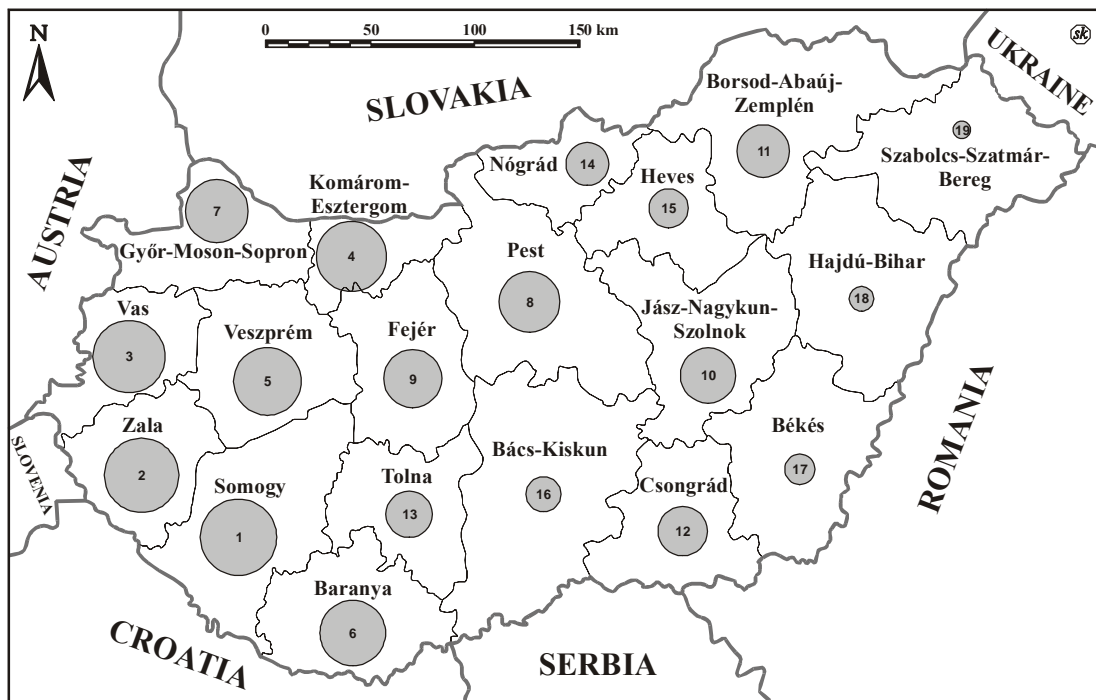 N
0 50 100 150 km
sk
UKRAINE
SLOVAKIA
AUSTRIA
Borsod-Abaúj-
Zemplén
11
19
Szabolcs-Szatmár-
Bereg
Nógrád
14
Heves
15
Komárom-
Esztergom
4
7
Győr-Moson-Sopron
Pest
8
Hajdú-Bihar
18
Jász-Nagykun-
Szolnok
10
Vas
3
Veszprém
5
Fejér
9
ROMANIA
SLOVENIA
Zala
2
Somogy
1
Tolna
13
Bács-Kiskun
16
Békés
17
Csongrád
12
Baranya
6
CROATIA
SERBIA